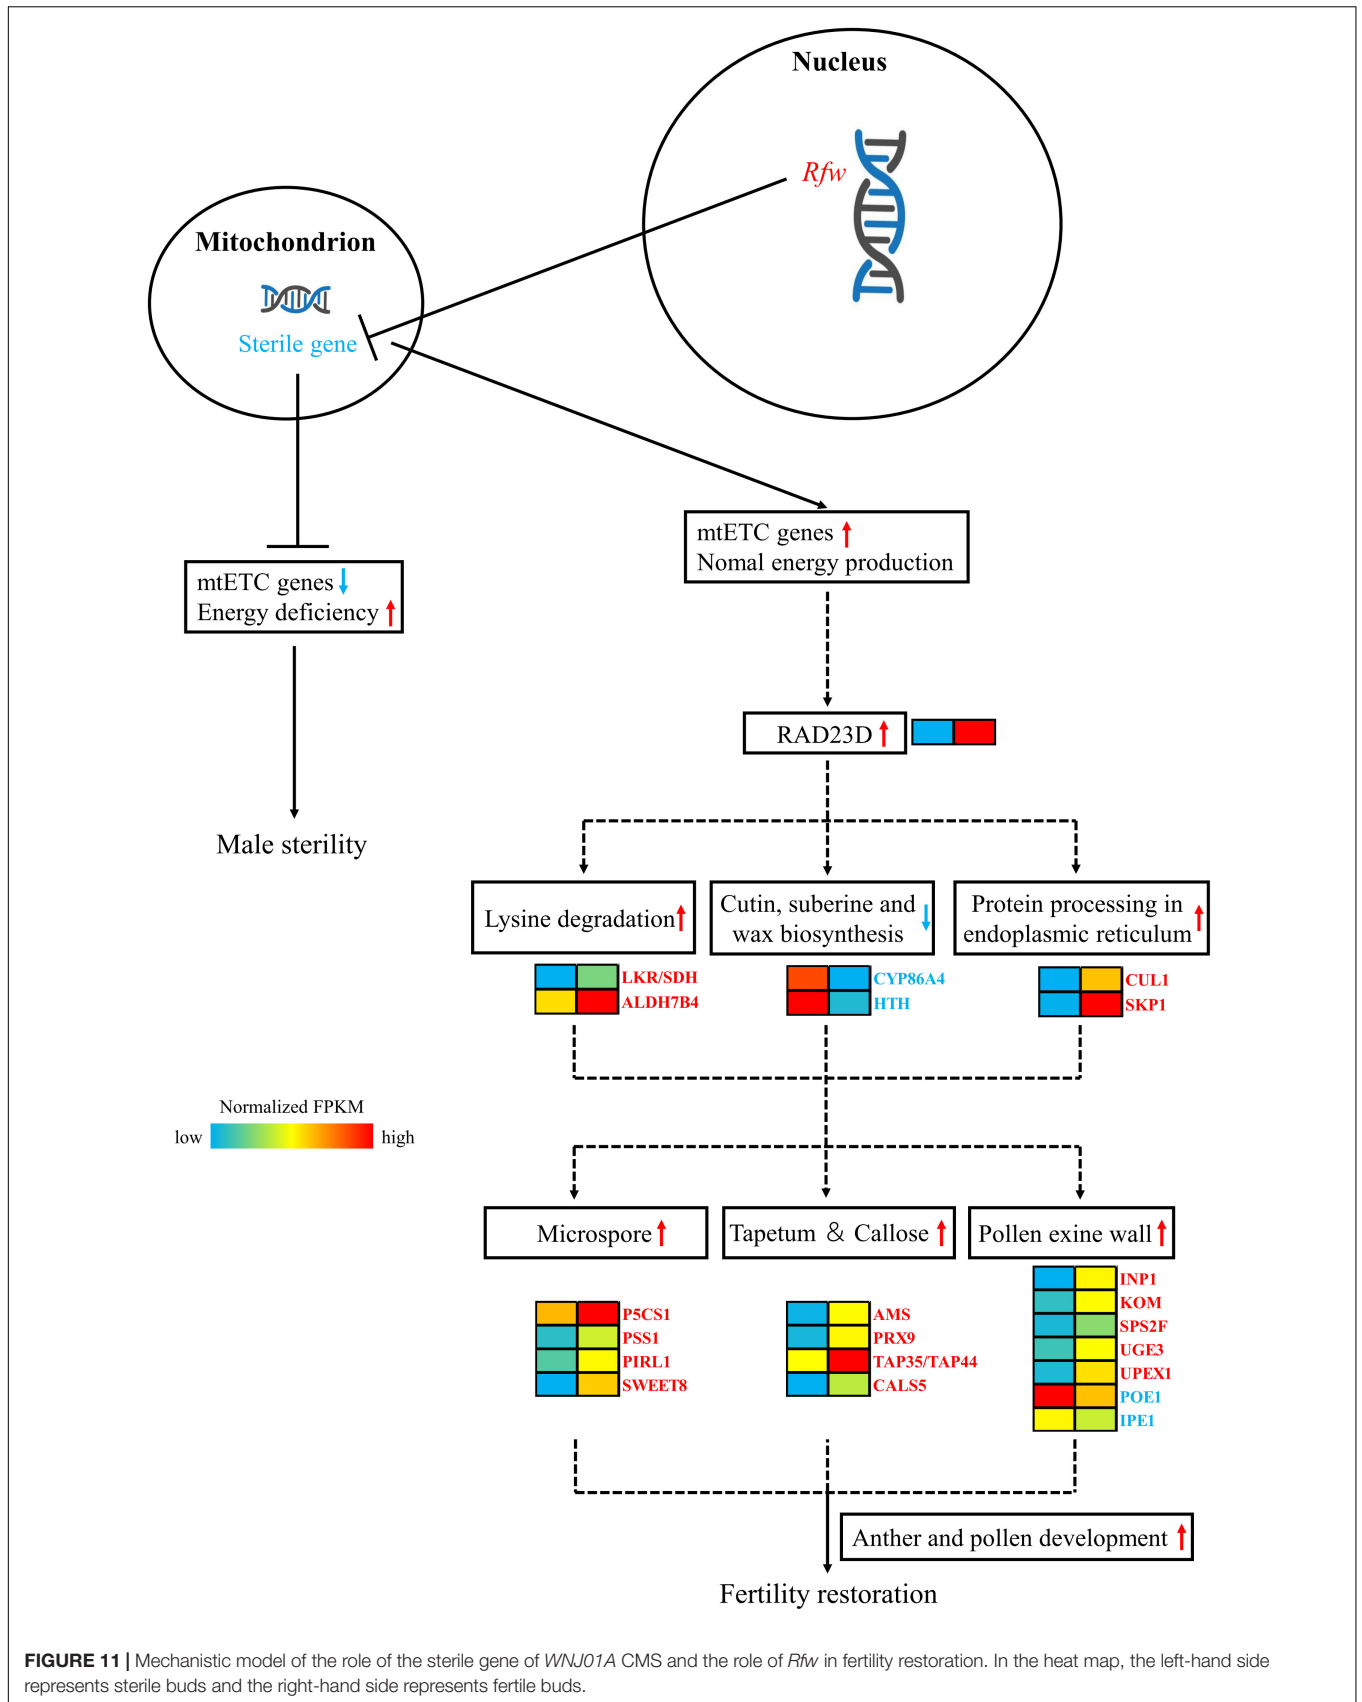 Nucleus
Rfw
Mitochondrion
Sterile gene
mtETC genes
Nomal energy production
mtETC genes
Energy deficiency
RAD23D
Male sterility
Lysine degradation
Cutin, suberine and
wax biosynthesis
Protein processing in
endoplasmic reticulum
LKR/SDH
ALDH7B4
CYP86A4
HTH
CUL1
SKP1
Normalized FPKM
low
high
Microspore
Tapetum & Callose
Pollen exine wall
P5CS1
PSS1
PIRL1
SWEET8
AMS
PRX9
TAP35/TAP44
CALS5
INP1
KOM
SPS2F
UGE3
UPEX1
POE1
IPE1
Anther and pollen development
Fertility restoration
FIGURE 11 | Mechanistic model of the role of the sterile gene of WNJ01A CMS and the role of Rfw in fertility restoration. In the heat map, the left-hand side
represents sterile buds and the right-hand side represents fertile buds.